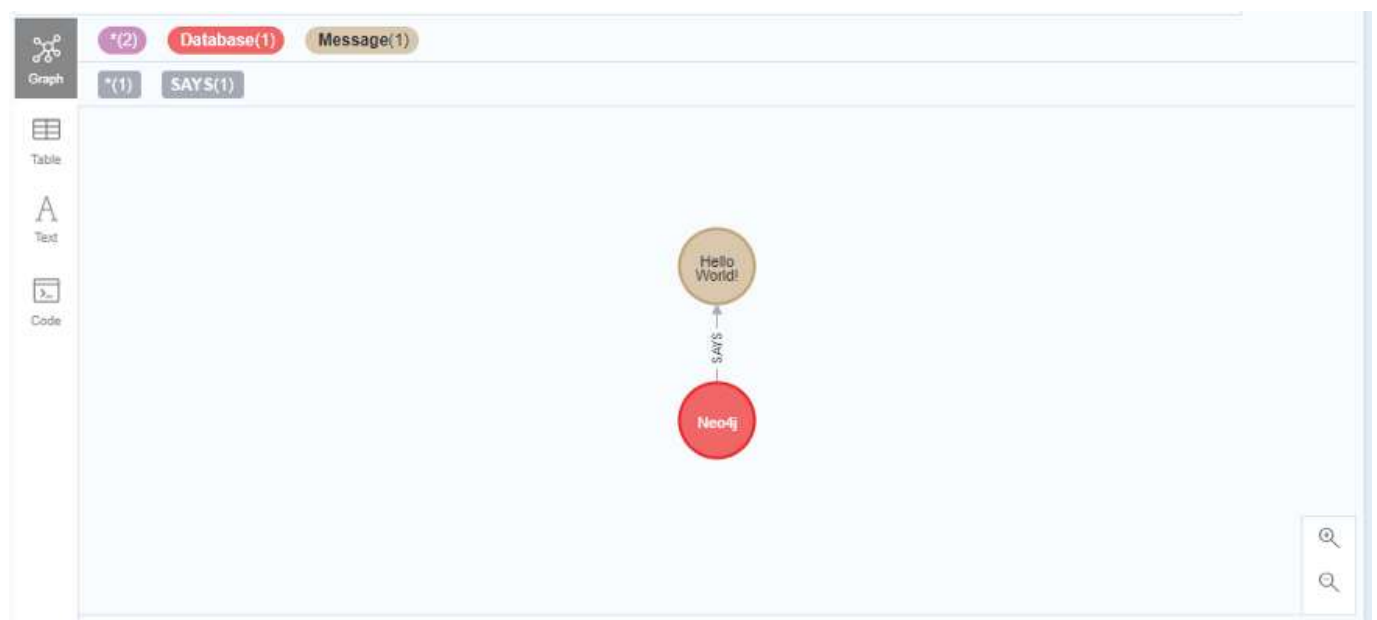 *(2) Database(1) Message(1)
Graph
*(1) SAYS(1)
Table
A
Text
Code
Hello
World!
SAYS
Neo4j